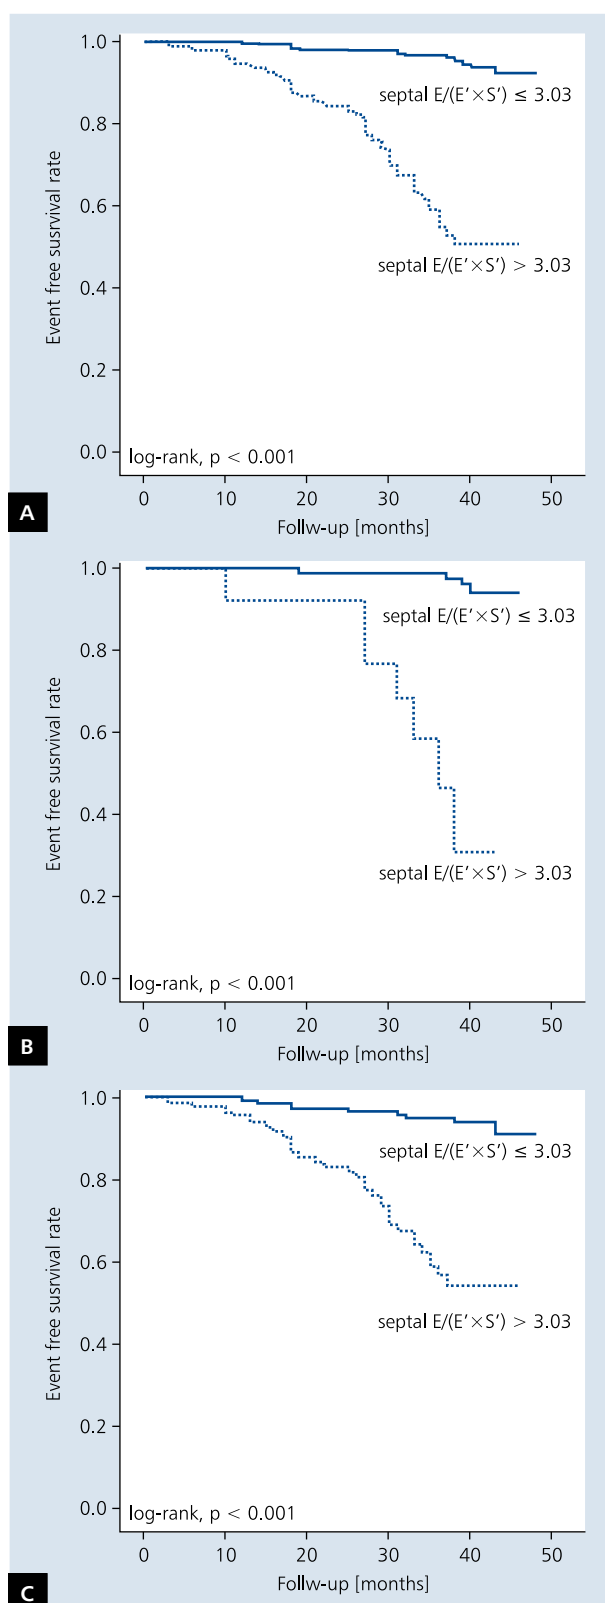 1.0
septal E/(E′×S′) ≤ 3.03
0.8
0.6
septal E/(E′×S′) > 3.03
0.4
0.2
0.0
log-rank, p < 0.001
Event free susrvival rate
0 10 20 30 40 50
Follw-up [months]
A
1.0
septal E/(E′×S′) ≤ 3.03
0.8
0.6
0.4
septal E/(E′×S′) > 3.03
0.2
0.0
log-rank, p < 0.001
Event free susrvival rate
0 10 20 30 40 50
Follw-up [months]
B
1.0
septal E/(E′×S′) ≤ 3.03
0.8
0.6
septal E/(E′×S′) > 3.03
0.4
0.2
0.0
log-rank, p < 0.001
Event free susrvival rate
0 10 20 30 40 50
Follw-up [months]
C